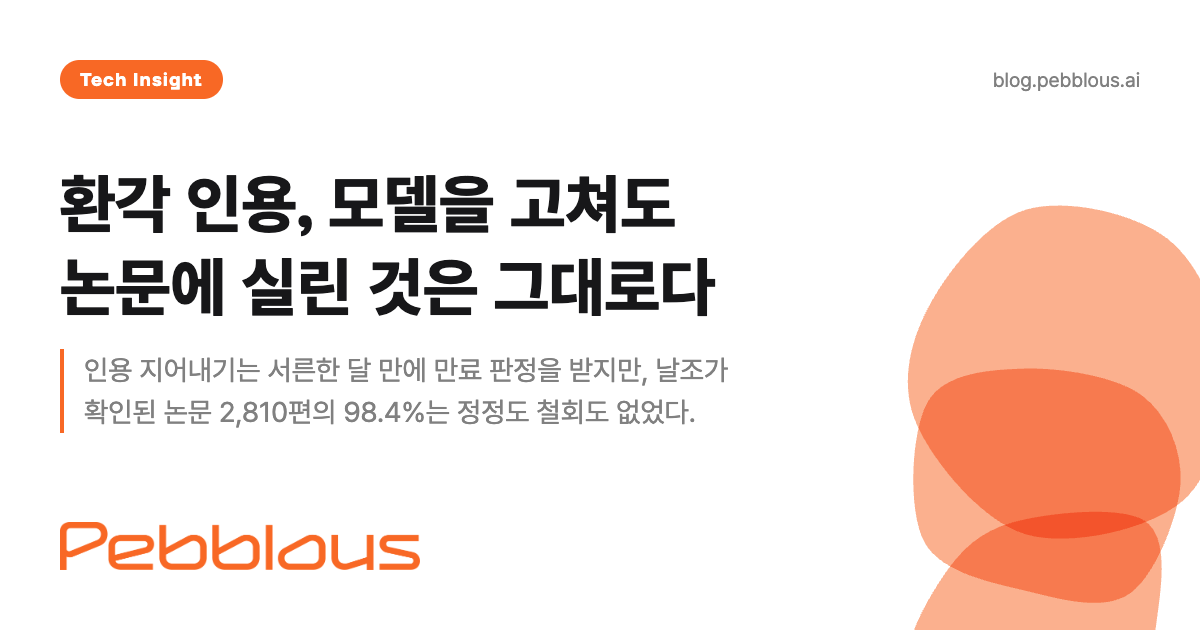 Tech Insight
blog.pebblous.ai
환각 인용, 모델을 고쳐도
논문에 실린 것은 그대로다
인용 지어내기는 서른한 달 만에 만료 판정을 받지만, 날조가
확인된 논문 2,810편의 98.4%는 정정도 철회도 없었다.
Pebblous